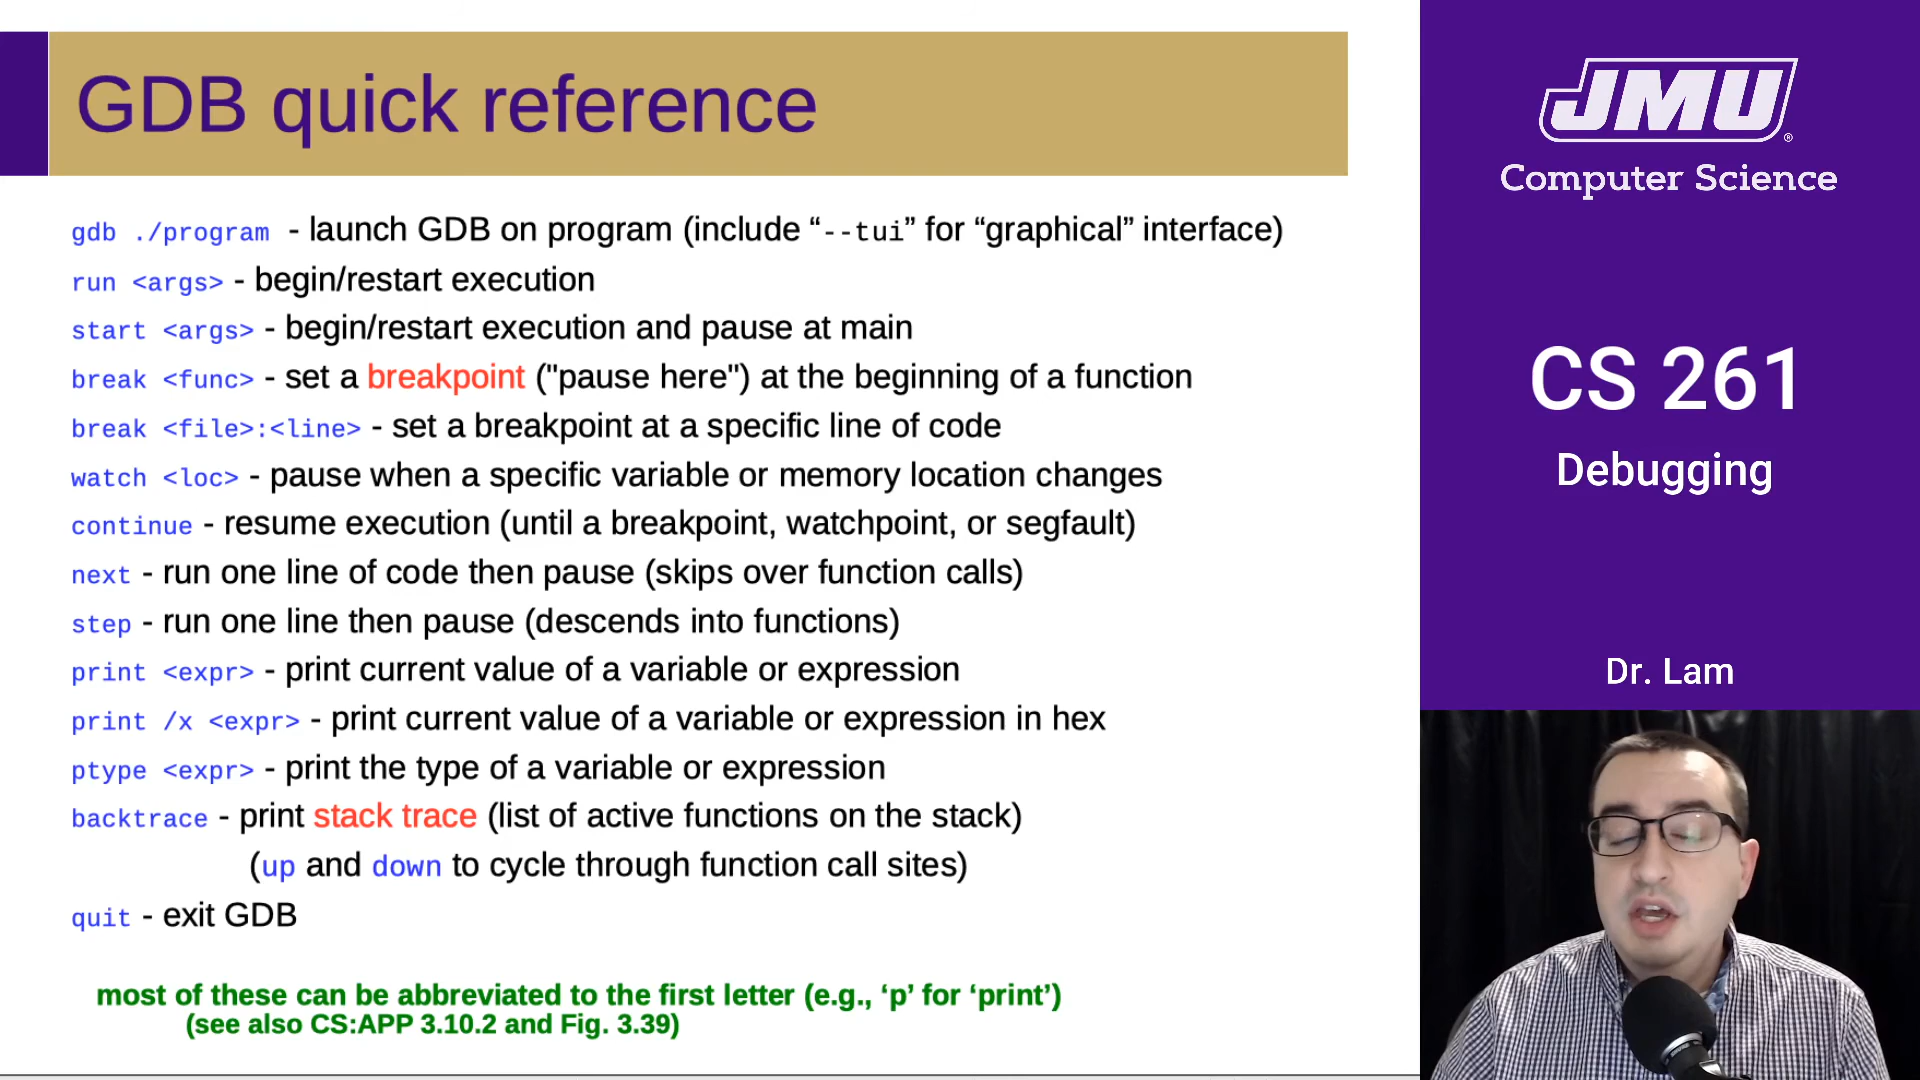 GDB quick reference
gdb ./program - launch GDB on program (include “--tui” for “graphical” interface)
run <args> - begin/restart execution
start <args> - begin/restart execution and pause at main
break <func> - set a breakpoint ("pause here") at the beginning of a function
break <file>:<line> - set a breakpoint at a specific line of code
watch <loc> - pause when a specific variable or memory location changes
continue - resume execution (until a breakpoint, watchpoint, or segfault)
next - run one line of code then pause (skips over function calls)
step - run one line then pause (descends into functions)
print <expr> - print current value of a variable or expression
print /x <expr> - print current value of a variable or expression in hex
ptype <expr> - print the type of a variable or expression
backtrace - print stack trace (list of active functions on the stack)
(up and down to cycle through function call sites)
quit - exit GDB
most of these can be abbreviated to the first letter (e.g., ‘p’ for ‘print’)
(see also CS:APP 3.10.2 and Fig. 3.39)
JMU®
Computer Science
CS 261
Debugging
Dr. Lam